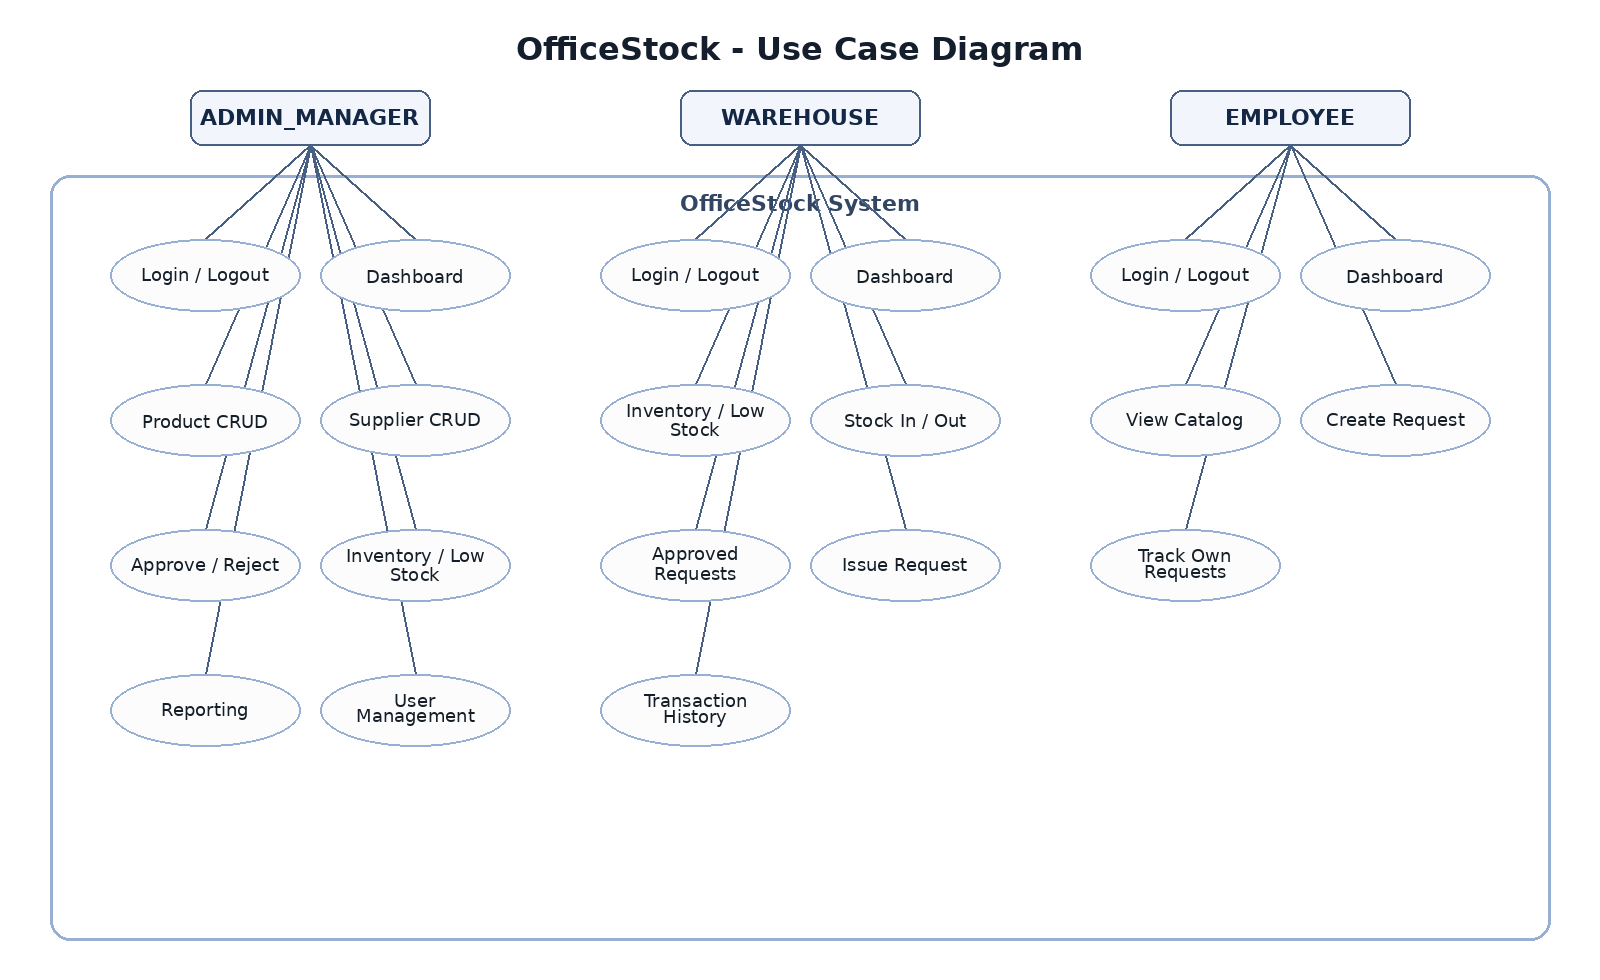 OfficeStock - Use Case Diagram
ADMIN_MANAGER
WAREHOUSE
EMPLOYEE
OfficeStock System
Login / Logout
Dashboard
Login / Logout
Dashboard
Login / Logout
Dashboard
Product CRUD
Supplier CRUD
Inventory / Low
Stock
Stock In / Out
View Catalog
Create Request
Approve / Reject
Inventory / Low
Stock
Approved
Requests
Issue Request
Track Own
Requests
Reporting
User
Management
Transaction
History